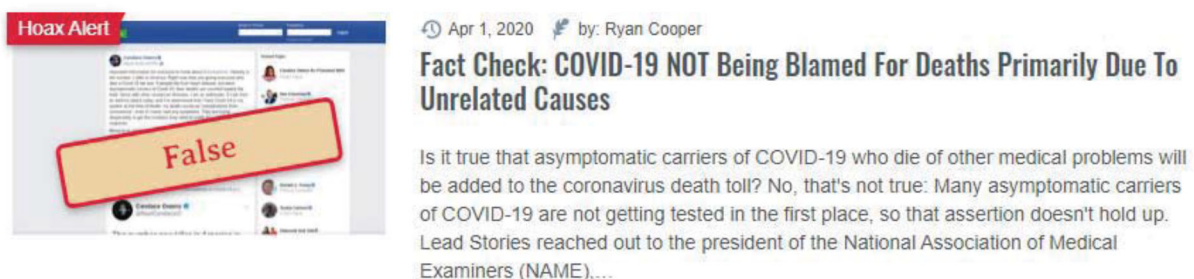 Hoax Alert
False
Apr 1, 2020 by: Ryan Cooper
Fact Check: COVID-19 NOT Being Blamed For Deaths Primarily Due To
Unrelated Causes
Is it true that asymptomatic carriers of COVID-19 who die of other medical problems will
be added to the coronavirus death toll? No, that's not true: Many asymptomatic carriers
of COVID-19 are not getting tested in the first place, so that assertion doesn't hold up.
Lead Stories reached out to the president of the National Association of Medical
Examiners (NAME),...